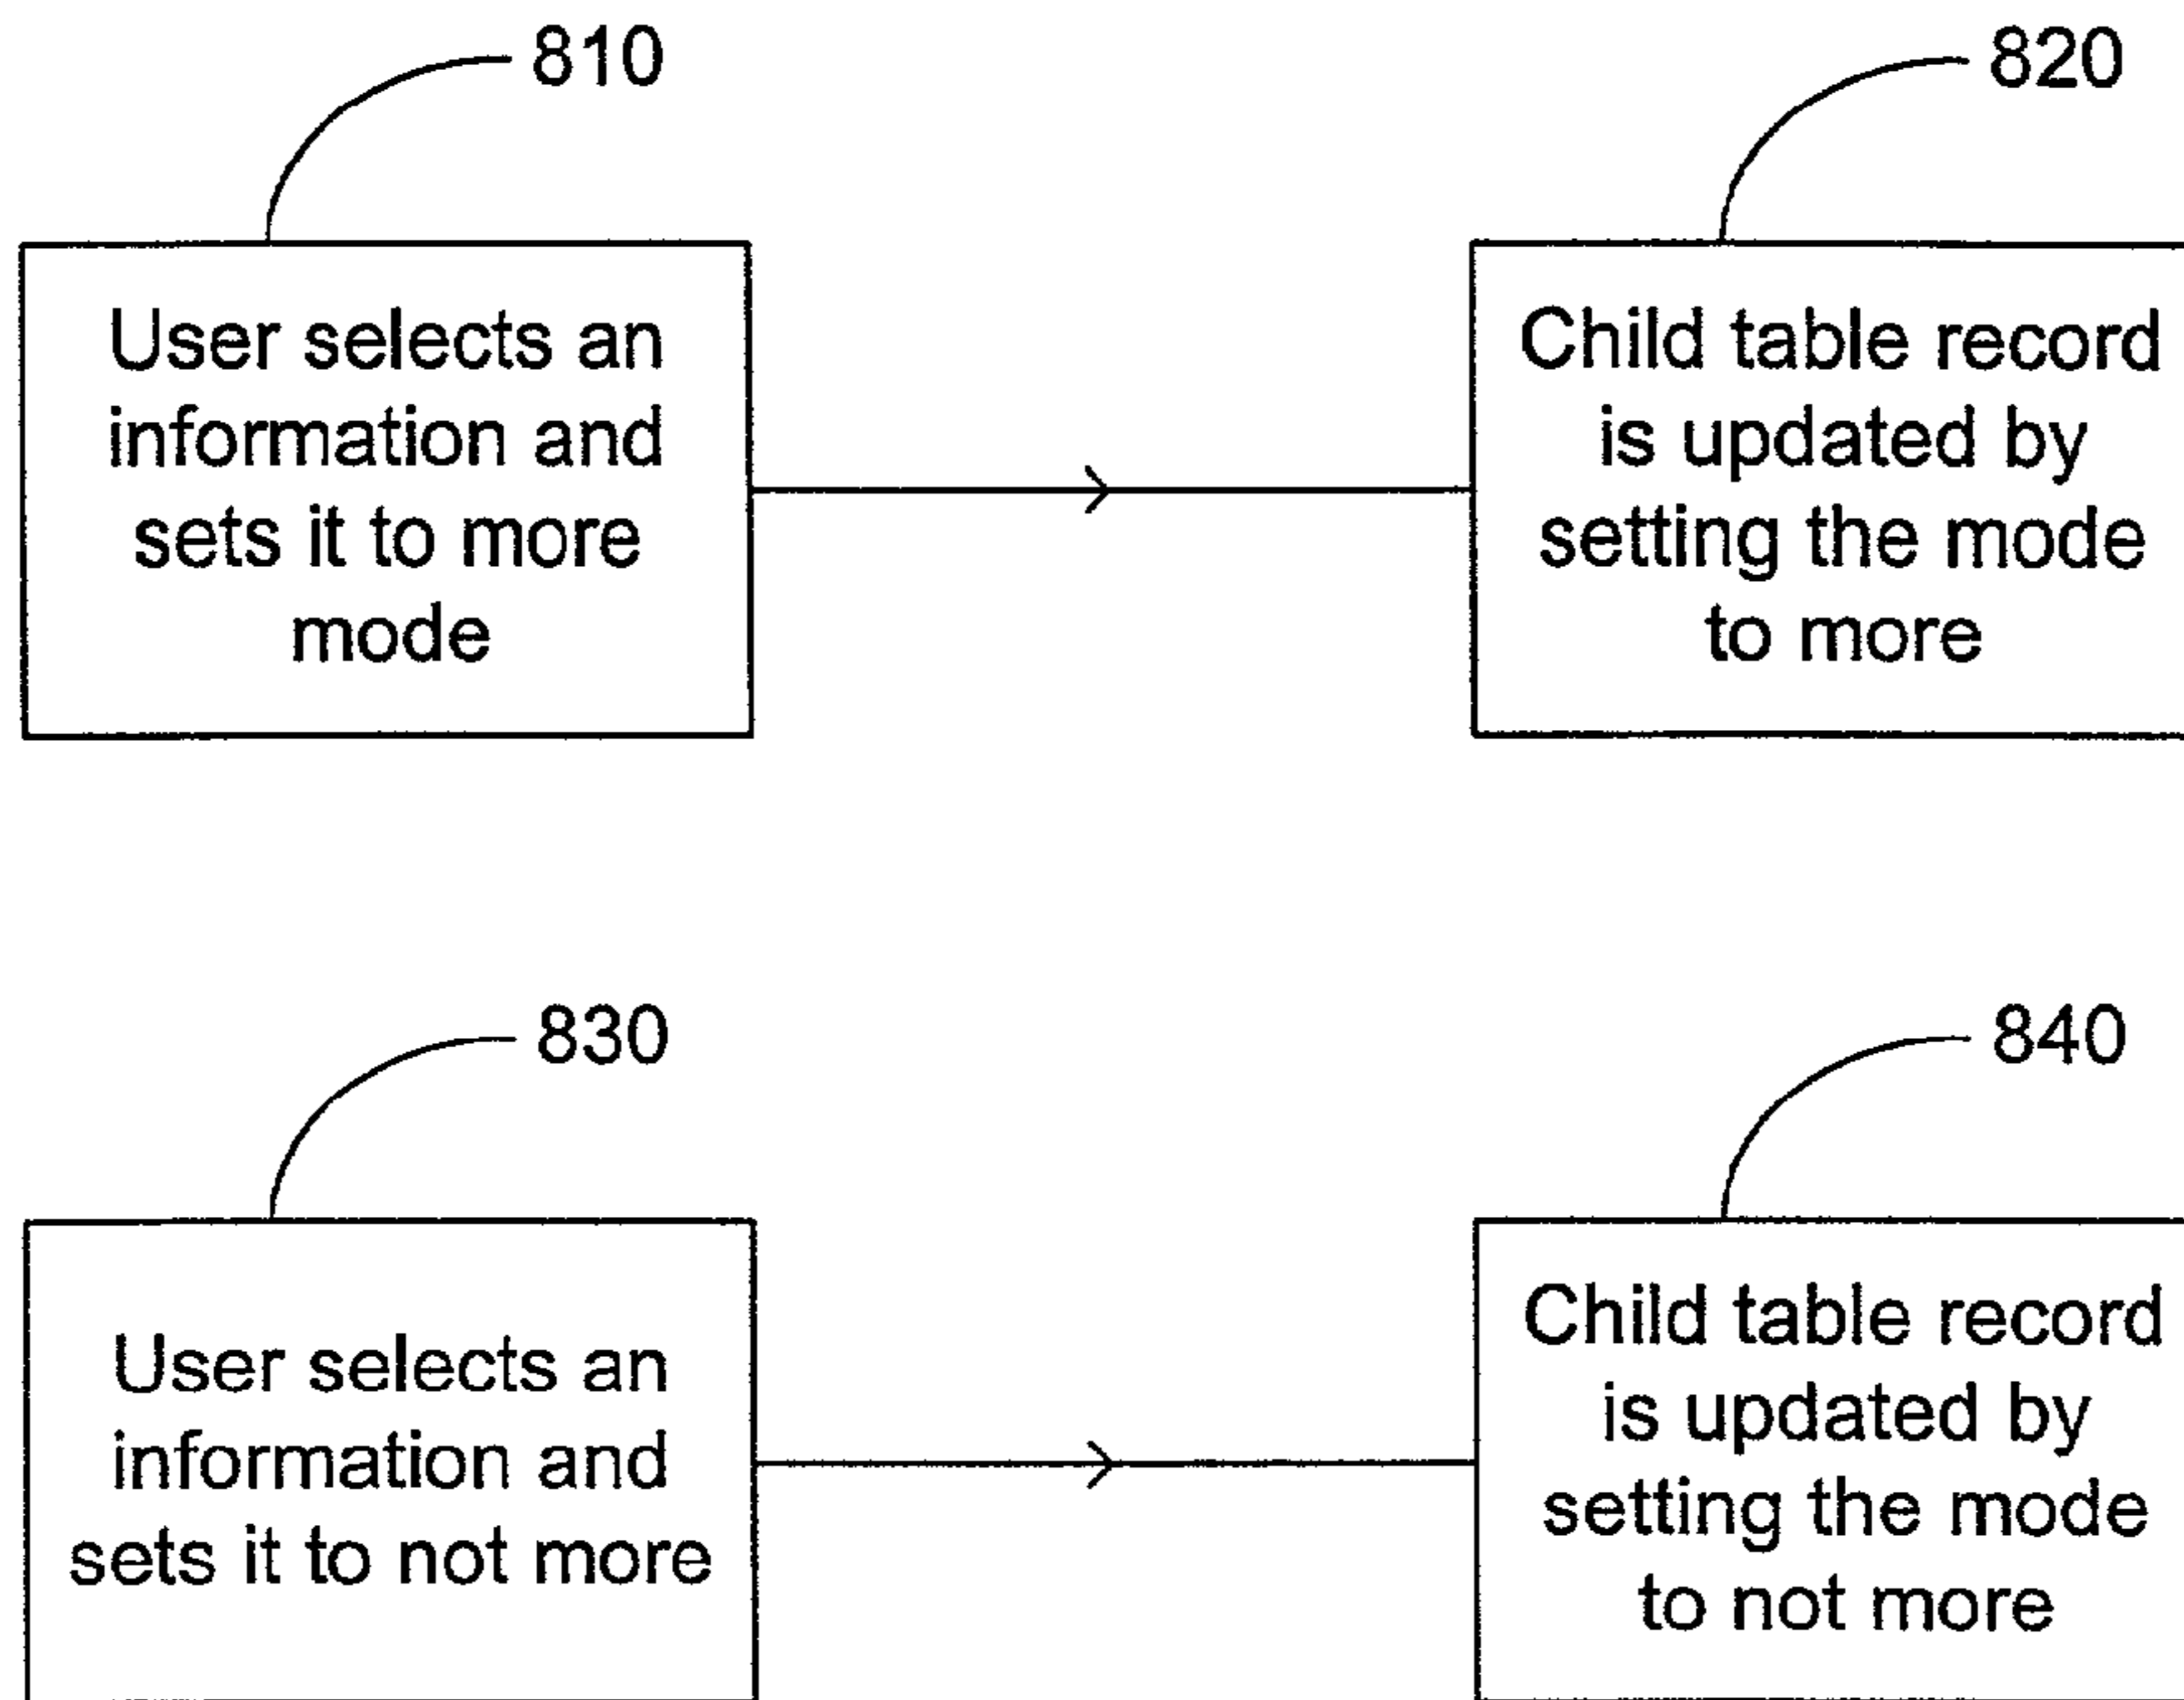 810
820
User selects an
information and
sets it to more
mode
Child table record
is updated by
setting the mode
to more
830
840
User selects an
information and
sets it to not more
Child table record
is updated by
setting the mode
to not more